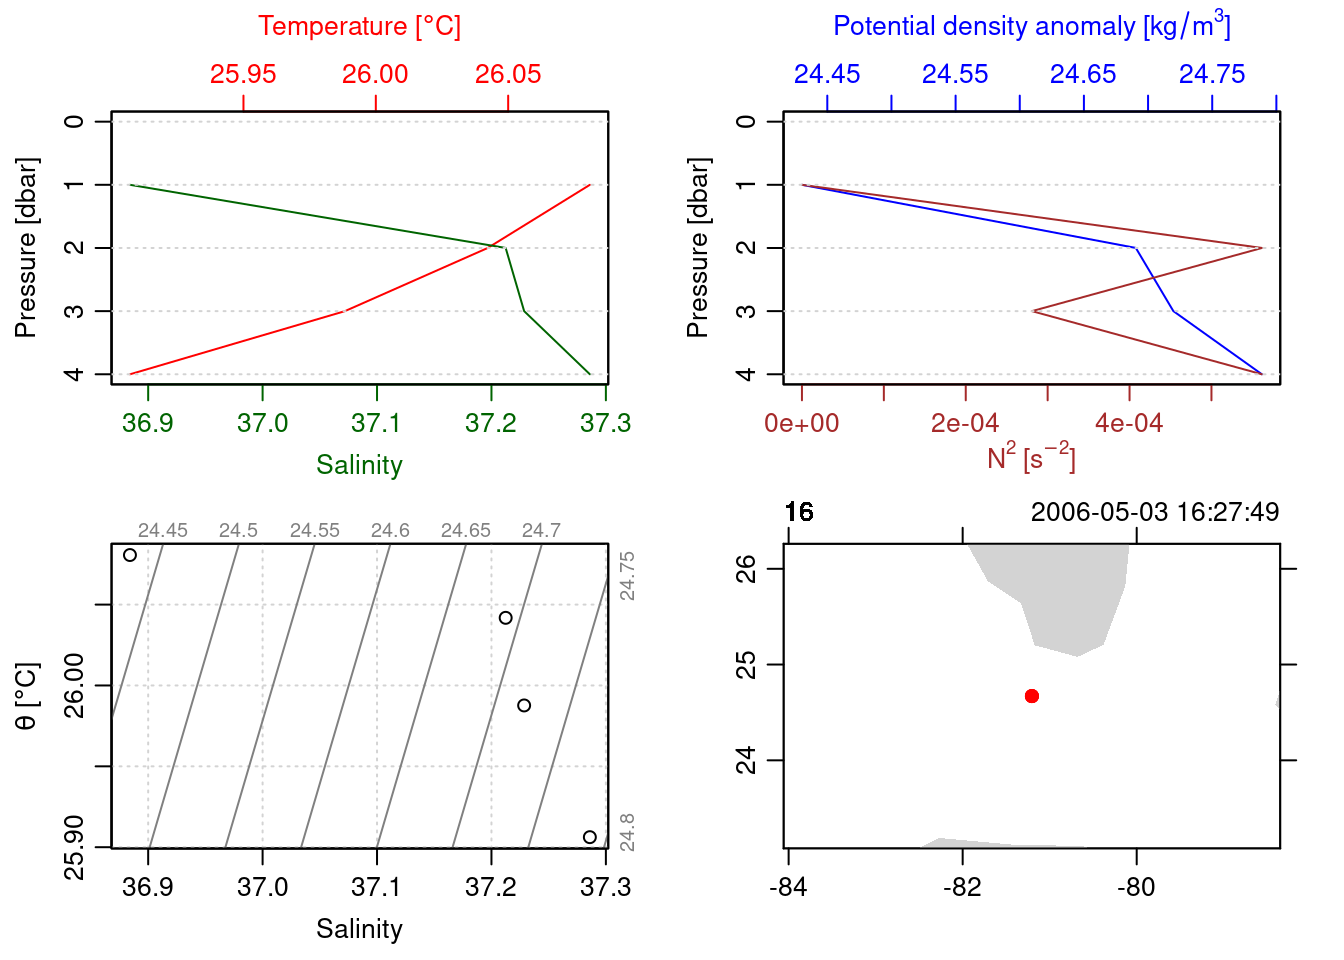 Temperature [°C]
25.95 26.00 26.05
Pressure [dbar]
0
1
2
3
4
36.9 37.0 37.1 37.2 37.3
Salinity
Potential density anomaly [kg/m³]
24.45 24.55 24.65 24.75
Pressure [dbar]
0
1
2
3
4
0e+00 2e-04 4e-04
N² [s⁻²]
24.45 24.5 24.55 24.6 24.65 24.7
24.75
24.8
θ [°C]
26.00
25.90
36.9 37.0 37.1 37.2 37.3
Salinity
16 2006-05-03 16:27:49
26
25
24
-84 -82 -80